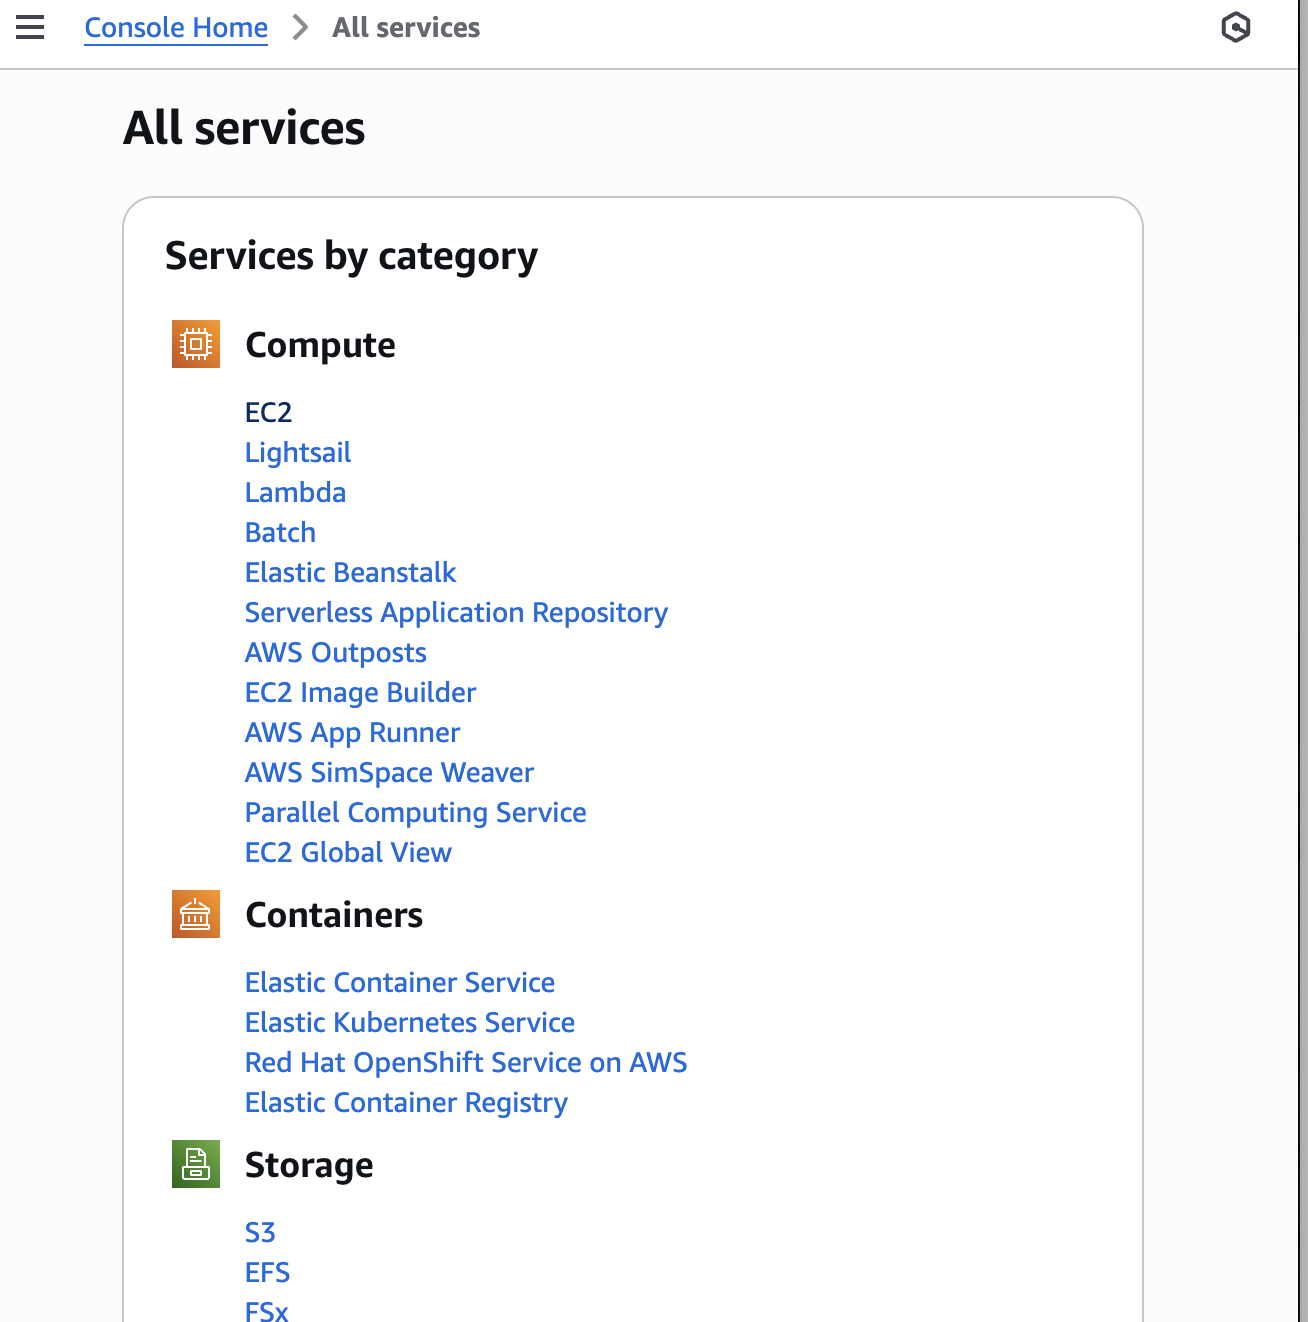 Console Home > All services
All services
Services by category
Compute
EC2
Lightsail
Lambda
Batch
Elastic Beanstalk
Serverless Application Repository
AWS Outposts
EC2 Image Builder
AWS App Runner
AWS SimSpace Weaver
Parallel Computing Service
EC2 Global View
Containers
Elastic Container Service
Elastic Kubernetes Service
Red Hat OpenShift Service on AWS
Elastic Container Registry
Storage
S3
EFS
FSx